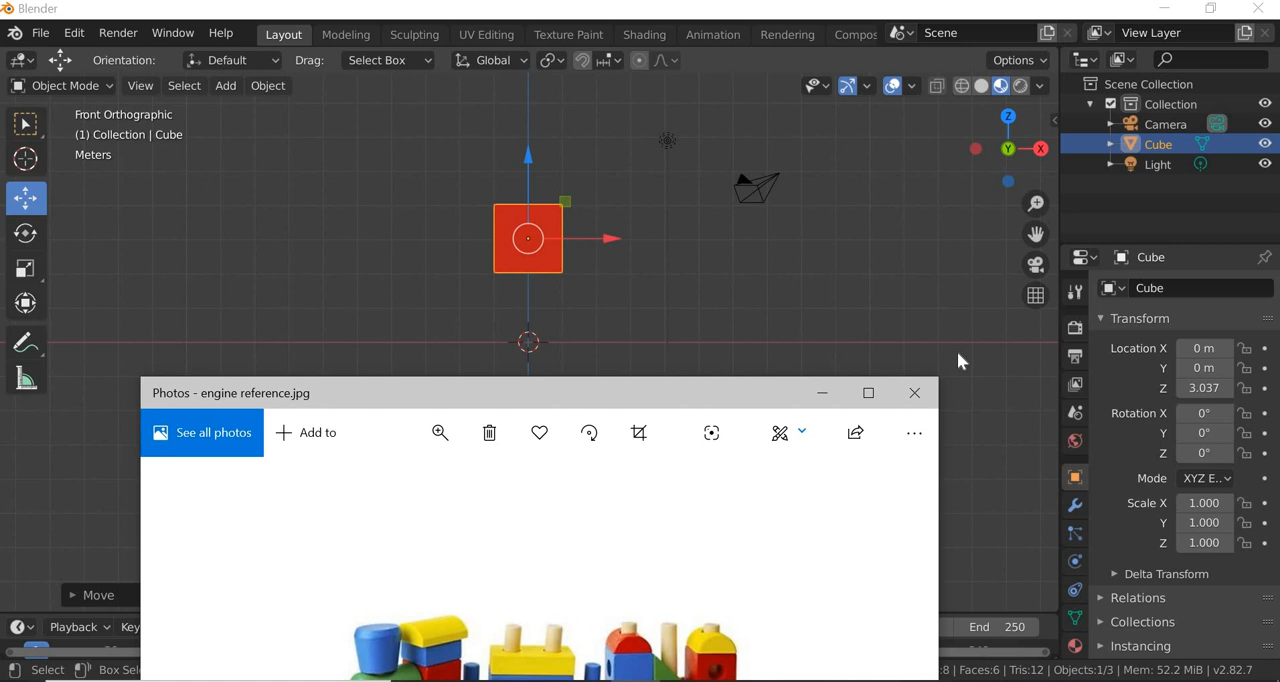 Blender
File Edit Render Window Help Layout Modeling Sculpting UV Editing Texture Paint Shading Animation Rendering Compos Scene View Layer
Orientation: Default Drag: Select Box Global Options
Object Mode View Select Add Object
Front Orthographic
(1) Collection | Cube
Meters
Z
Y
X
Scene Collection
Collection
Camera
Cube
Light
Cube
Cube
Transform
Location X 0 m
Y 0 m
Z 3.037
Rotation X 0°
Y 0°
Z 0°
Mode XYZ E..
Scale X 1.000
Y 1.000
Z 1.000
Delta Transform
Relations
Collections
Instancing
Photos - engine reference.jpg
See all photos Add to
Move
Playback Key End 250
Select Box Sel :8 | Faces:6 | Tris:12 | Objects:1/3 | Mem: 52.2 MiB | v2.82.7